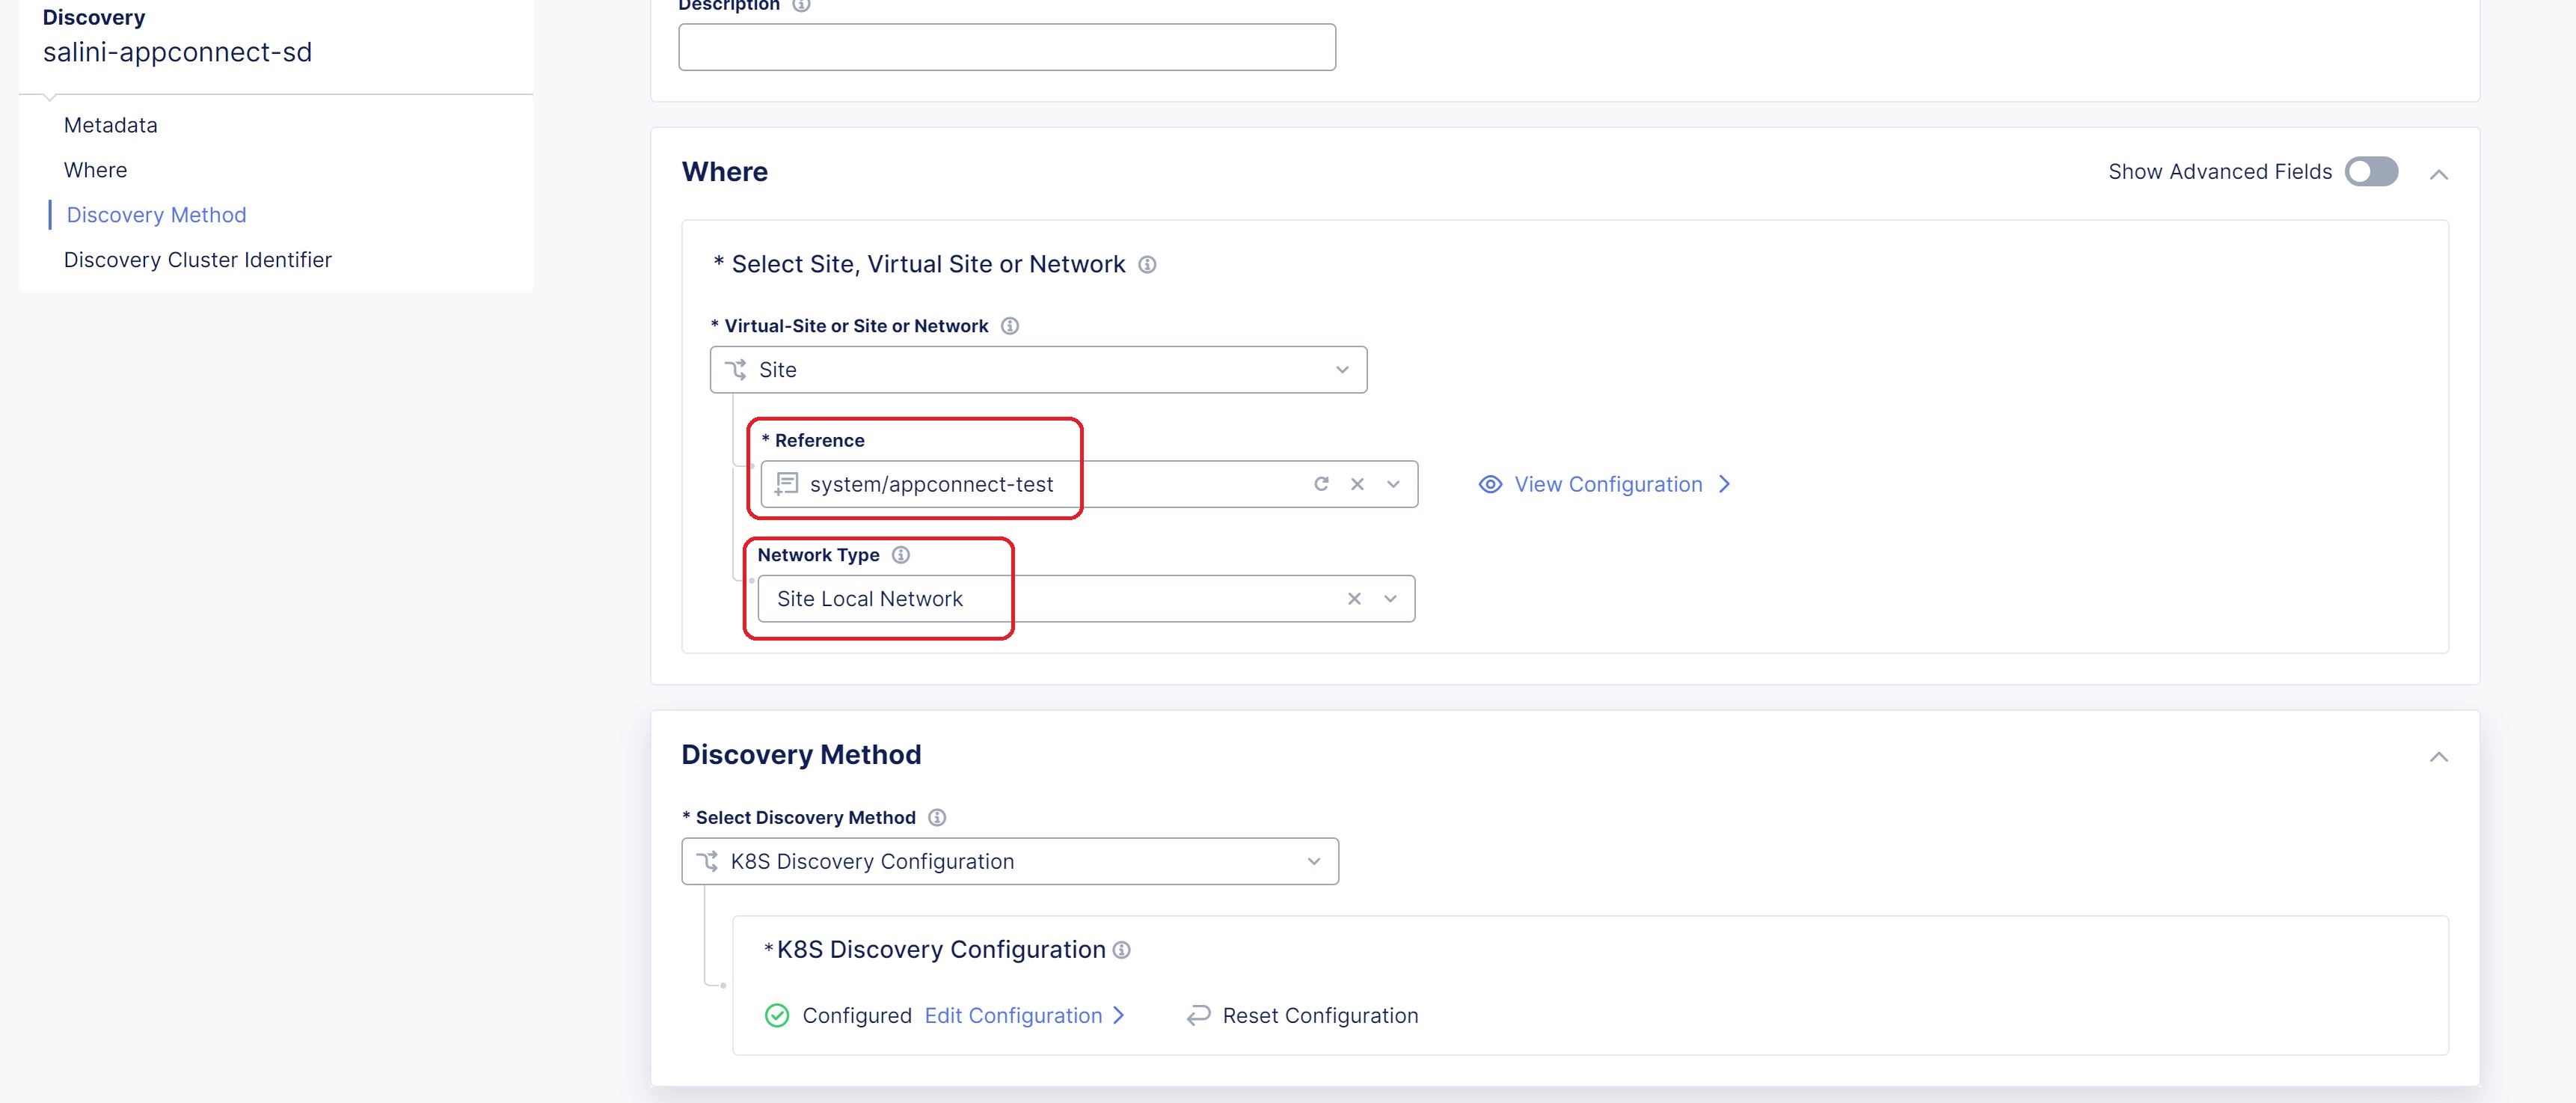 Discovery
salini-appconnect-sd
Metadata
Where
Discovery Method
Discovery Cluster Identifier
Description
Where
Show Advanced Fields
* Select Site, Virtual Site or Network
* Virtual-Site or Site or Network
Site
* Reference
system/appconnect-test
View Configuration
Network Type
Site Local Network
Discovery Method
* Select Discovery Method
K8S Discovery Configuration
*K8S Discovery Configuration
Configured Edit Configuration
Reset Configuration